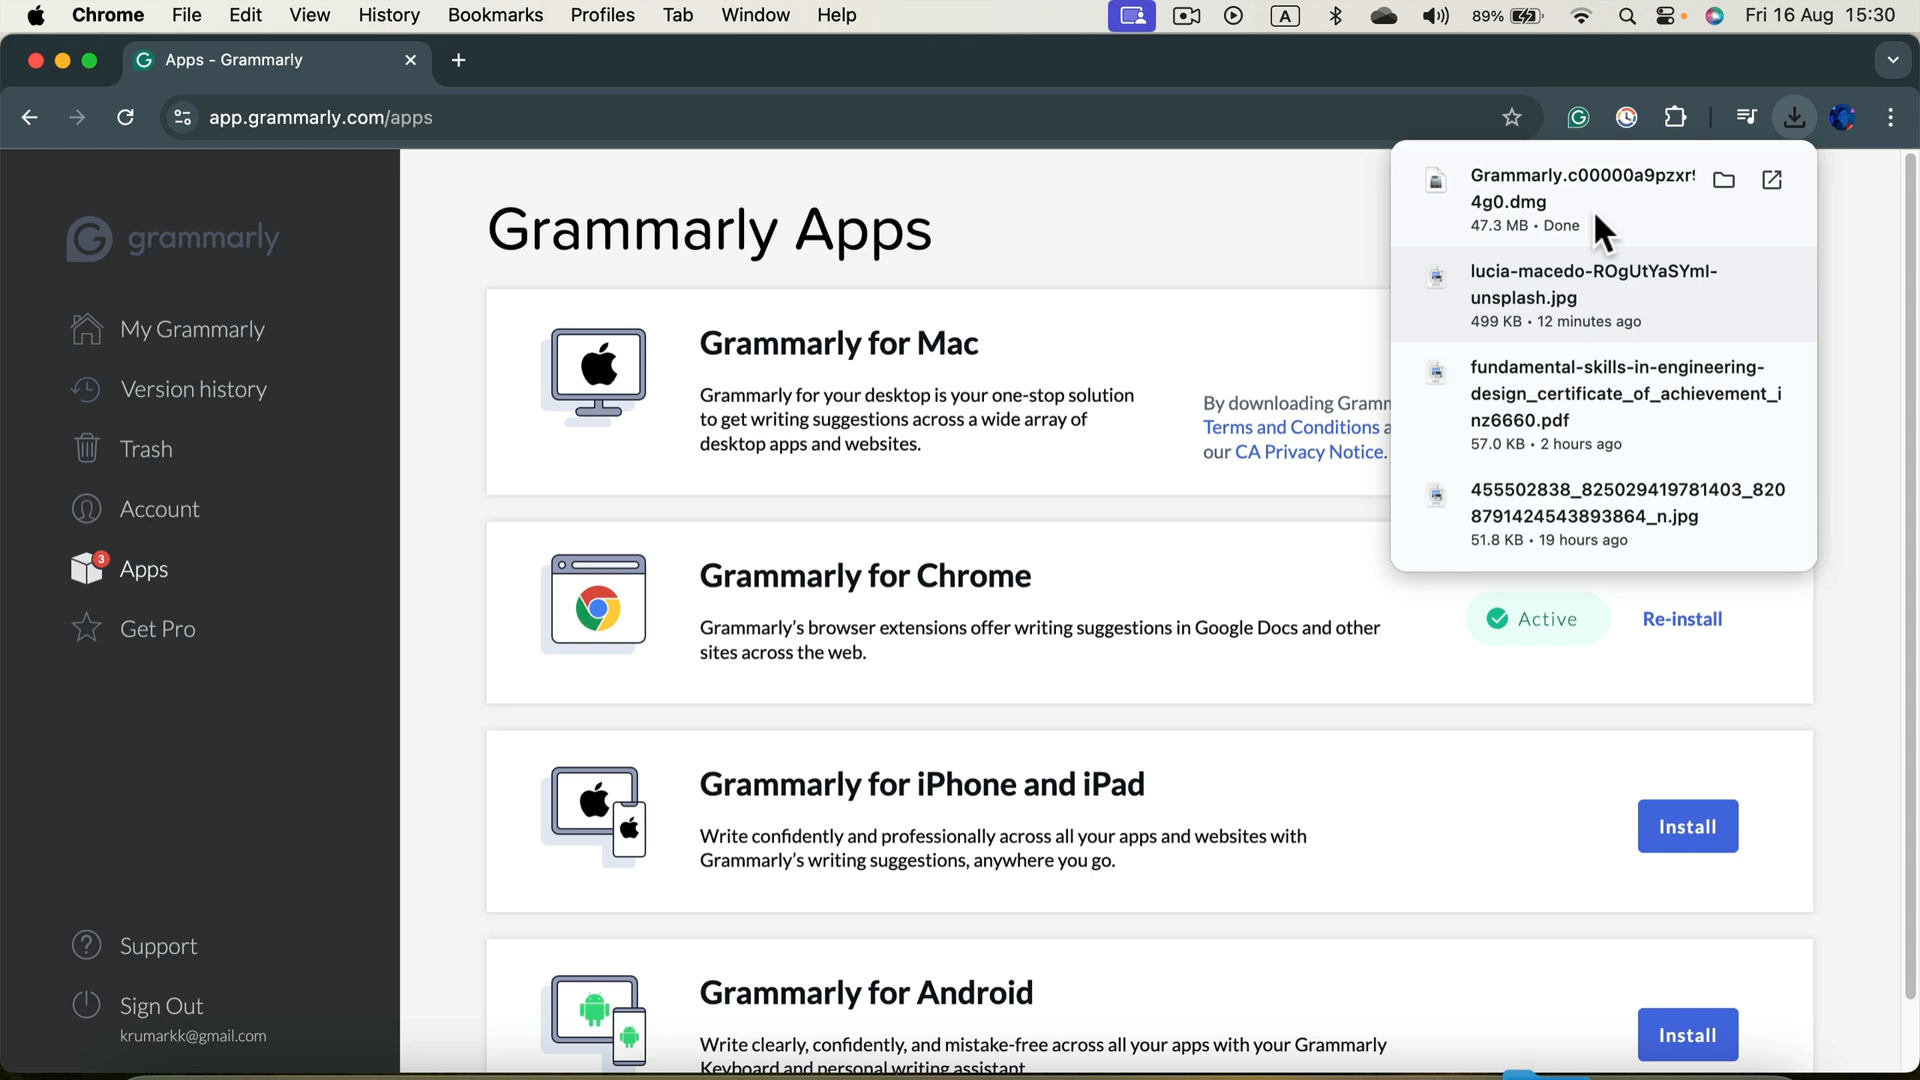 Chrome File Edit View History Bookmarks Profiles Tab Window Help A 89% Fri 16 Aug 15:30
Apps - Grammarly
app.grammarly.com/apps
grammarly
My Grammarly
Version history
Trash
Account
3
Apps
Get Pro
Support
Sign Out
krumarkk@gmail.com
Grammarly Apps
Grammarly for Mac
Grammarly for your desktop is your one-stop solution
to get writing suggestions across a wide array of
desktop apps and websites.
By downloading Gramm
Terms and Conditions a
our CA Privacy Notice.
Grammarly for Chrome
Grammarly's browser extensions offer writing suggestions in Google Docs and other
sites across the web.
Active
Re-install
Grammarly for iPhone and iPad
Write confidently and professionally across all your apps and websites with
Grammarly's writing suggestions, anywhere you go.
Install
Grammarly for Android
Write clearly, confidently, and mistake-free across all your apps with your Grammarly
Keyboard and personal writing assistant
Install
Grammarly.c00000a9pzxr
4g0.dmg
47.3 MB • Done
lucia-macedo-ROgUtYaSYmI-
unsplash.jpg
499 KB • 12 minutes ago
fundamental-skills-in-engineering-
design_certificate_of_achievement_i
nz6660.pdf
57.0 KB • 2 hours ago
455502838_825029419781403_820
8791424543893864_n.jpg
51.8 KB • 19 hours ago